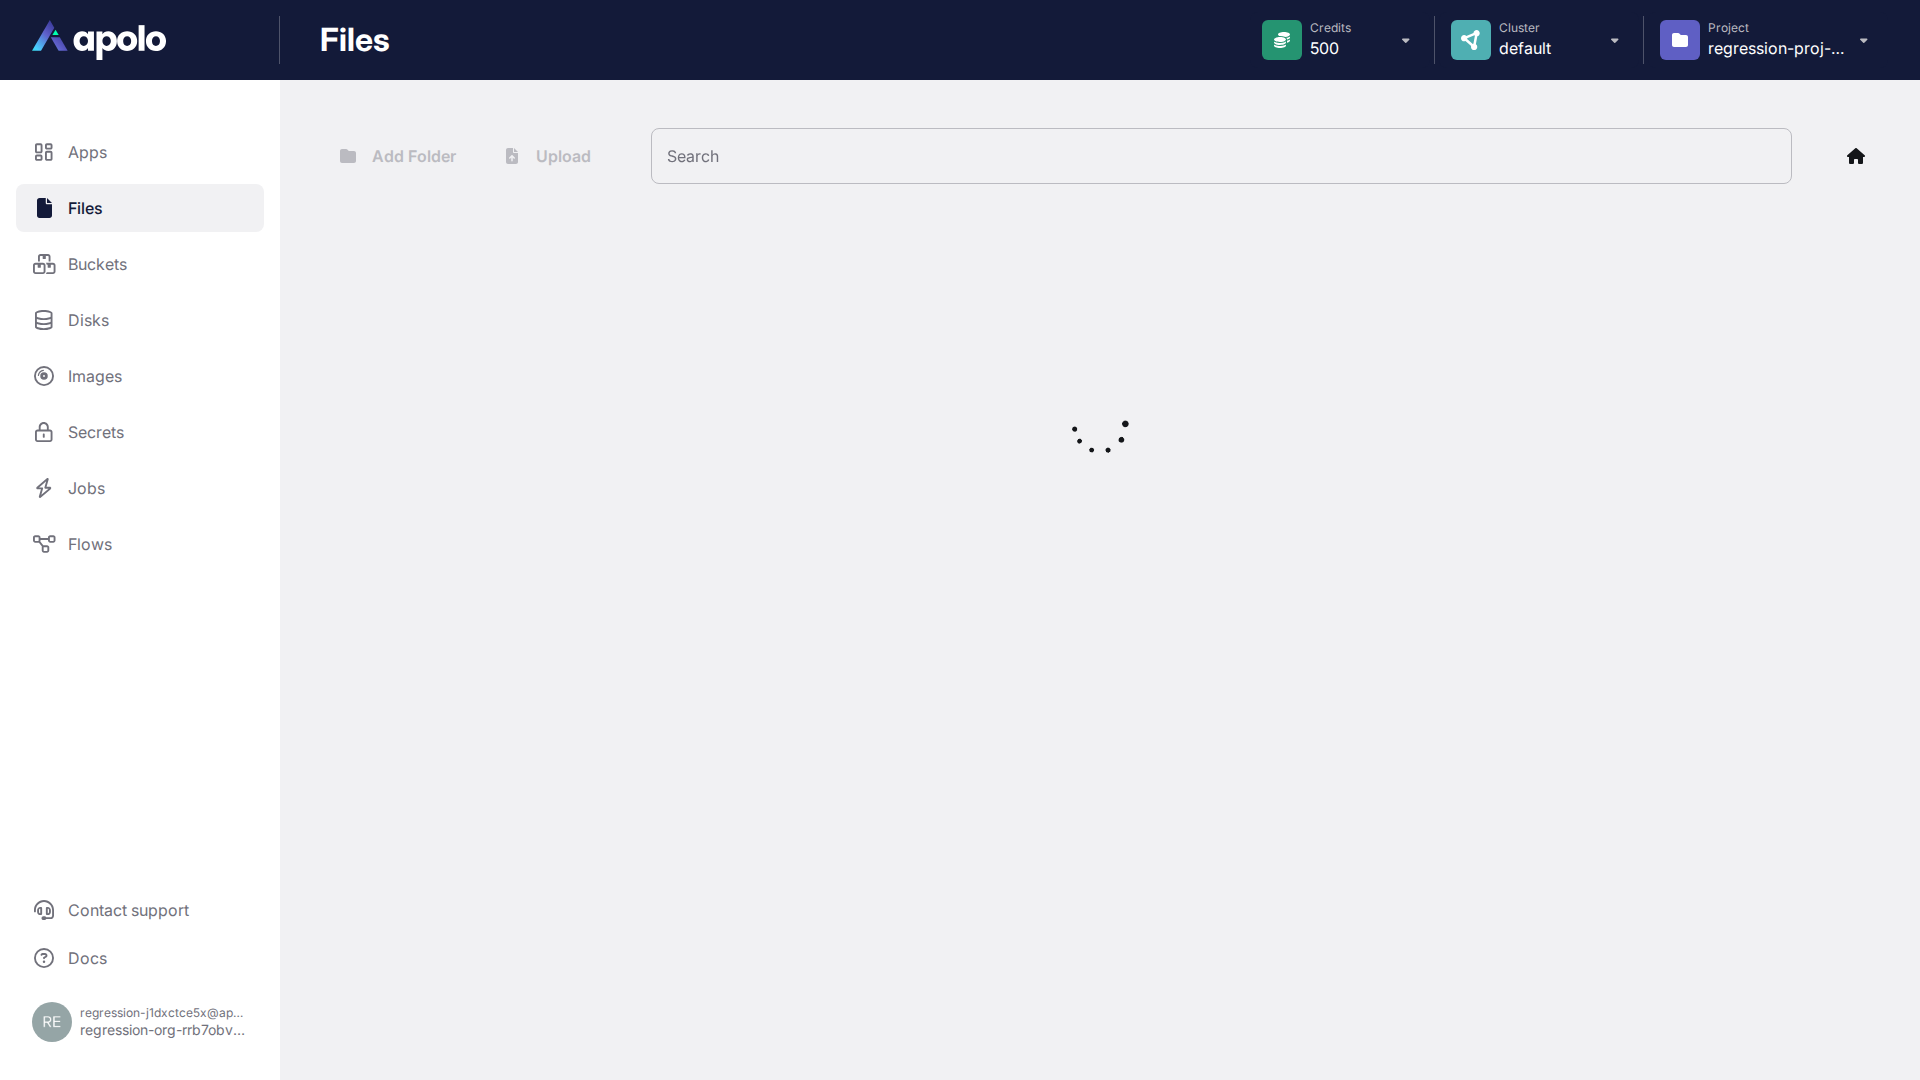 apolo
Files
Credits
500
Cluster
default
Project
regression-proj-...
Apps
Files
Buckets
Disks
Images
Secrets
Jobs
Flows
Add Folder
Upload
Search
Contact support
Docs
RE
regression-j1dxctce5x@ap...
regression-org-rrb7obv...